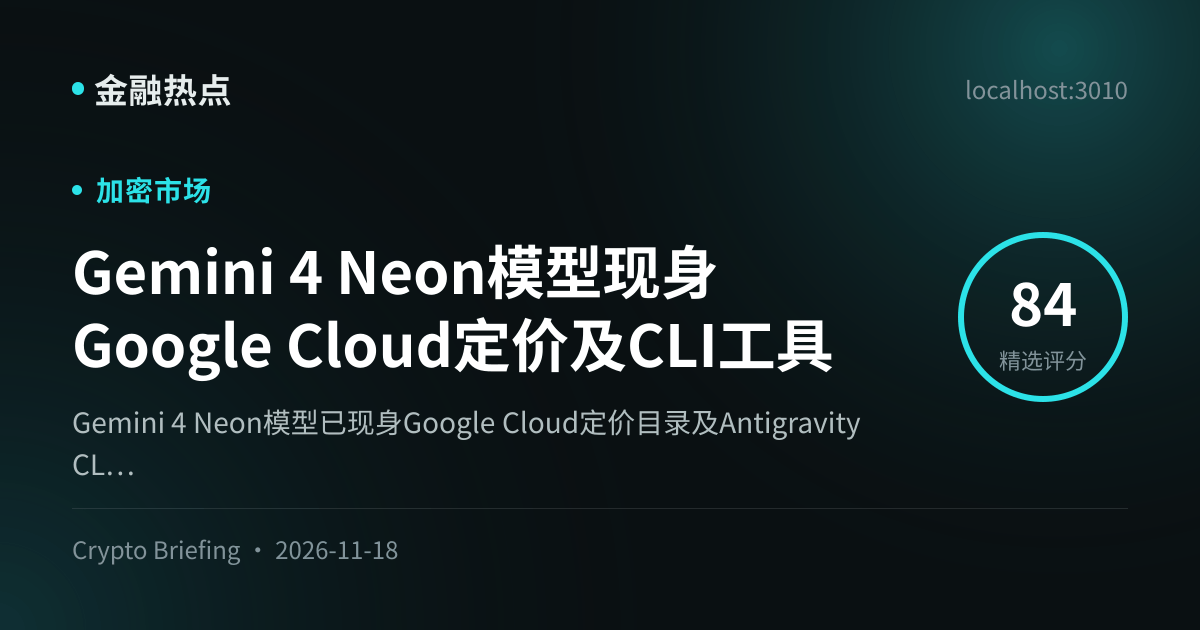 金融热点
localhost:3010
加密市场
Gemini 4 Neon模型现身
Google Cloud定价及CLI工具
84
精选评分
Gemini 4 Neon模型已现身Google Cloud定价目录及Antigravity
CL…
Crypto Briefing · 2026-11-18